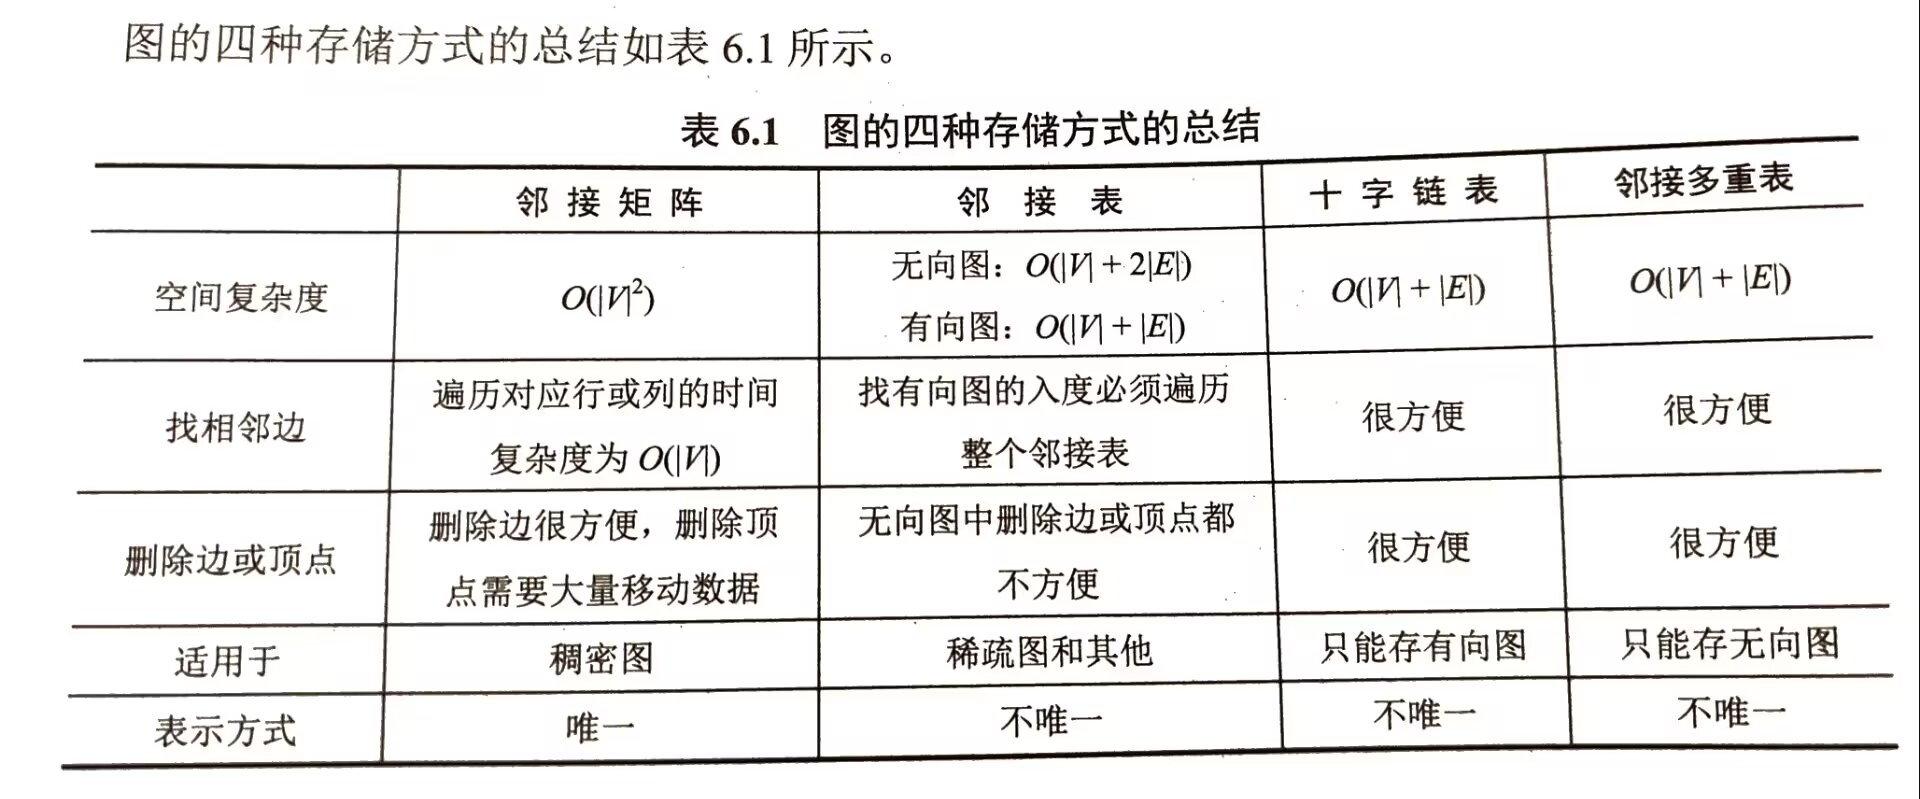 图的四种存储方式的总结如表 6.1 所示。
表 6.1 图的四种存储方式的总结
邻接矩阵 邻接表 十字链表 邻接多重表
空间复杂度 O(|V|²) 无向图：O(|V| + 2|E|) O(|V| + |E|) O(|V| + |E|)
有向图：O(|V| + |E|)
找相邻边 遍历对应行或列的时间 找有向图的入度必须遍历 很方便 很方便
复杂度为 O(|V|) 整个邻接表
删除边或顶点 删除边很方便，删除顶 无向图中删除边或顶点都 很方便 很方便
点需要大量移动数据 不方便
适用于 稠密图 稀疏图和其他 只能存有向图 只能存无向图
表示方式 唯一 不唯一 不唯一 不唯一